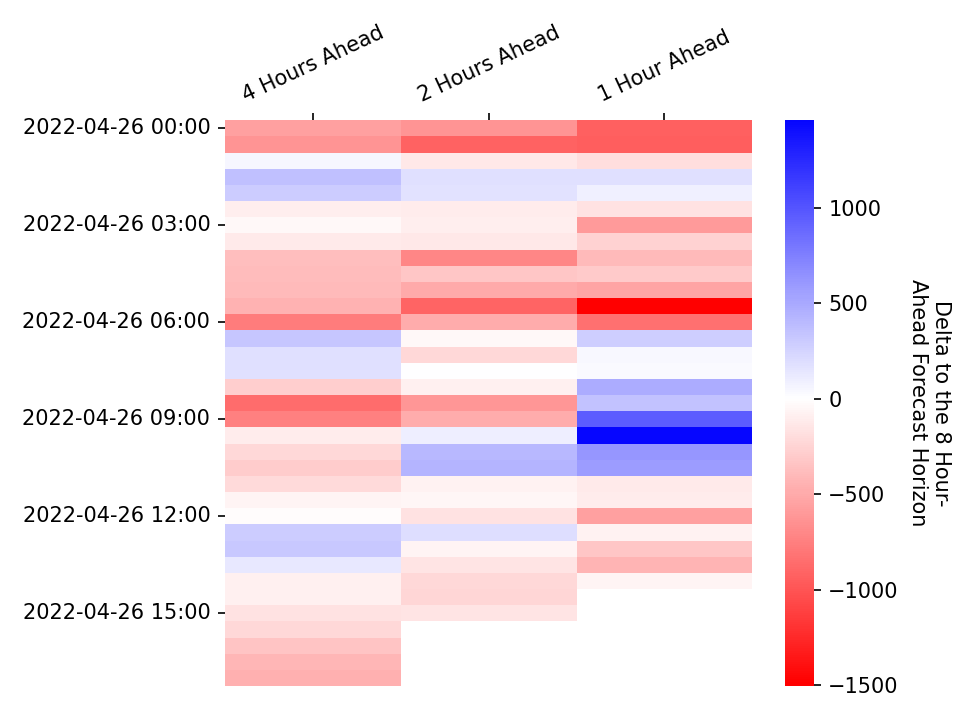 4 Hours Ahead
2 Hours Ahead
1 Hour Ahead
2022-04-26 00:00
2022-04-26 03:00
2022-04-26 06:00
2022-04-26 09:00
2022-04-26 12:00
2022-04-26 15:00
1000
500
0
−500
−1000
−1500
Delta to the 8 Hour-
Ahead Forecast Horizon